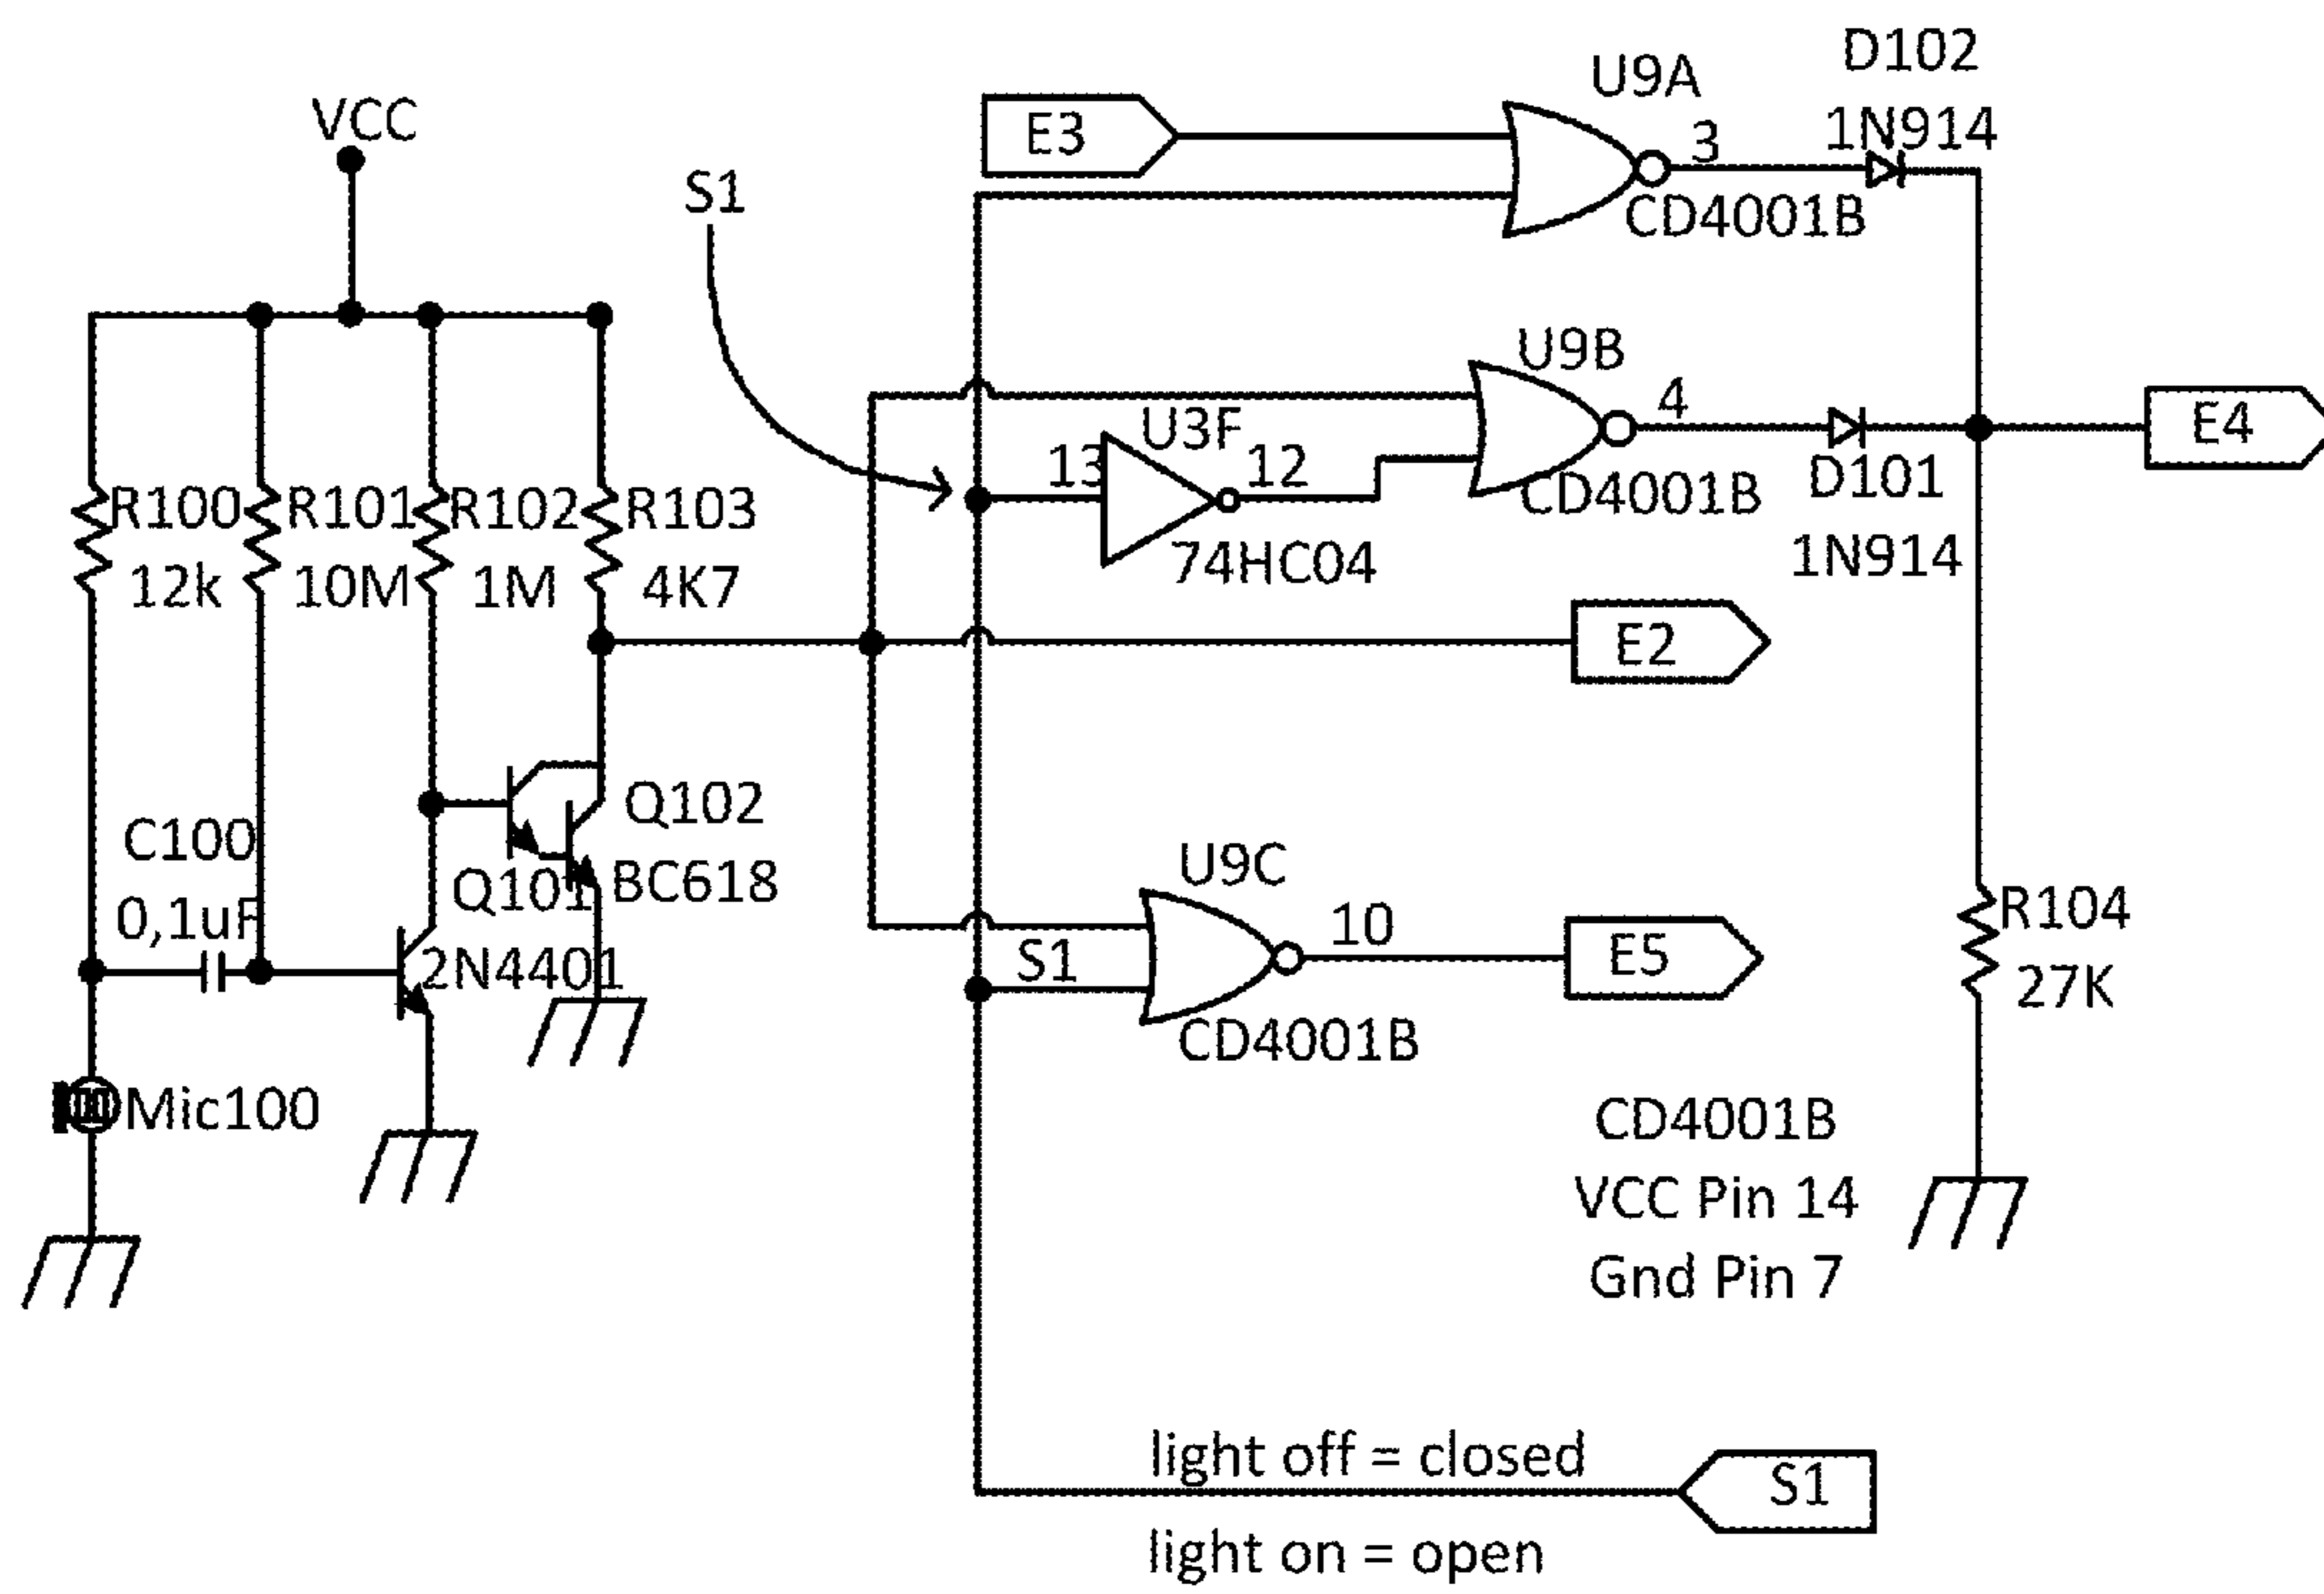 D102
1N914
U9A
3
CD4001B
E3
VCC
S1
U9B
4
CD4001B
D101
1N914
E4
U3F
13
12
74HC04
R100
12k
R101
10M
R102
1M
R103
4K7
E2
C100
0,1uF
Q101
2N4401
Q102
BC618
U9C
10
S1
CD4001B
E5
R104
27K
Mic100
CD4001B
VCC Pin 14
Gnd Pin 7
light off = closed
S1
light on = open